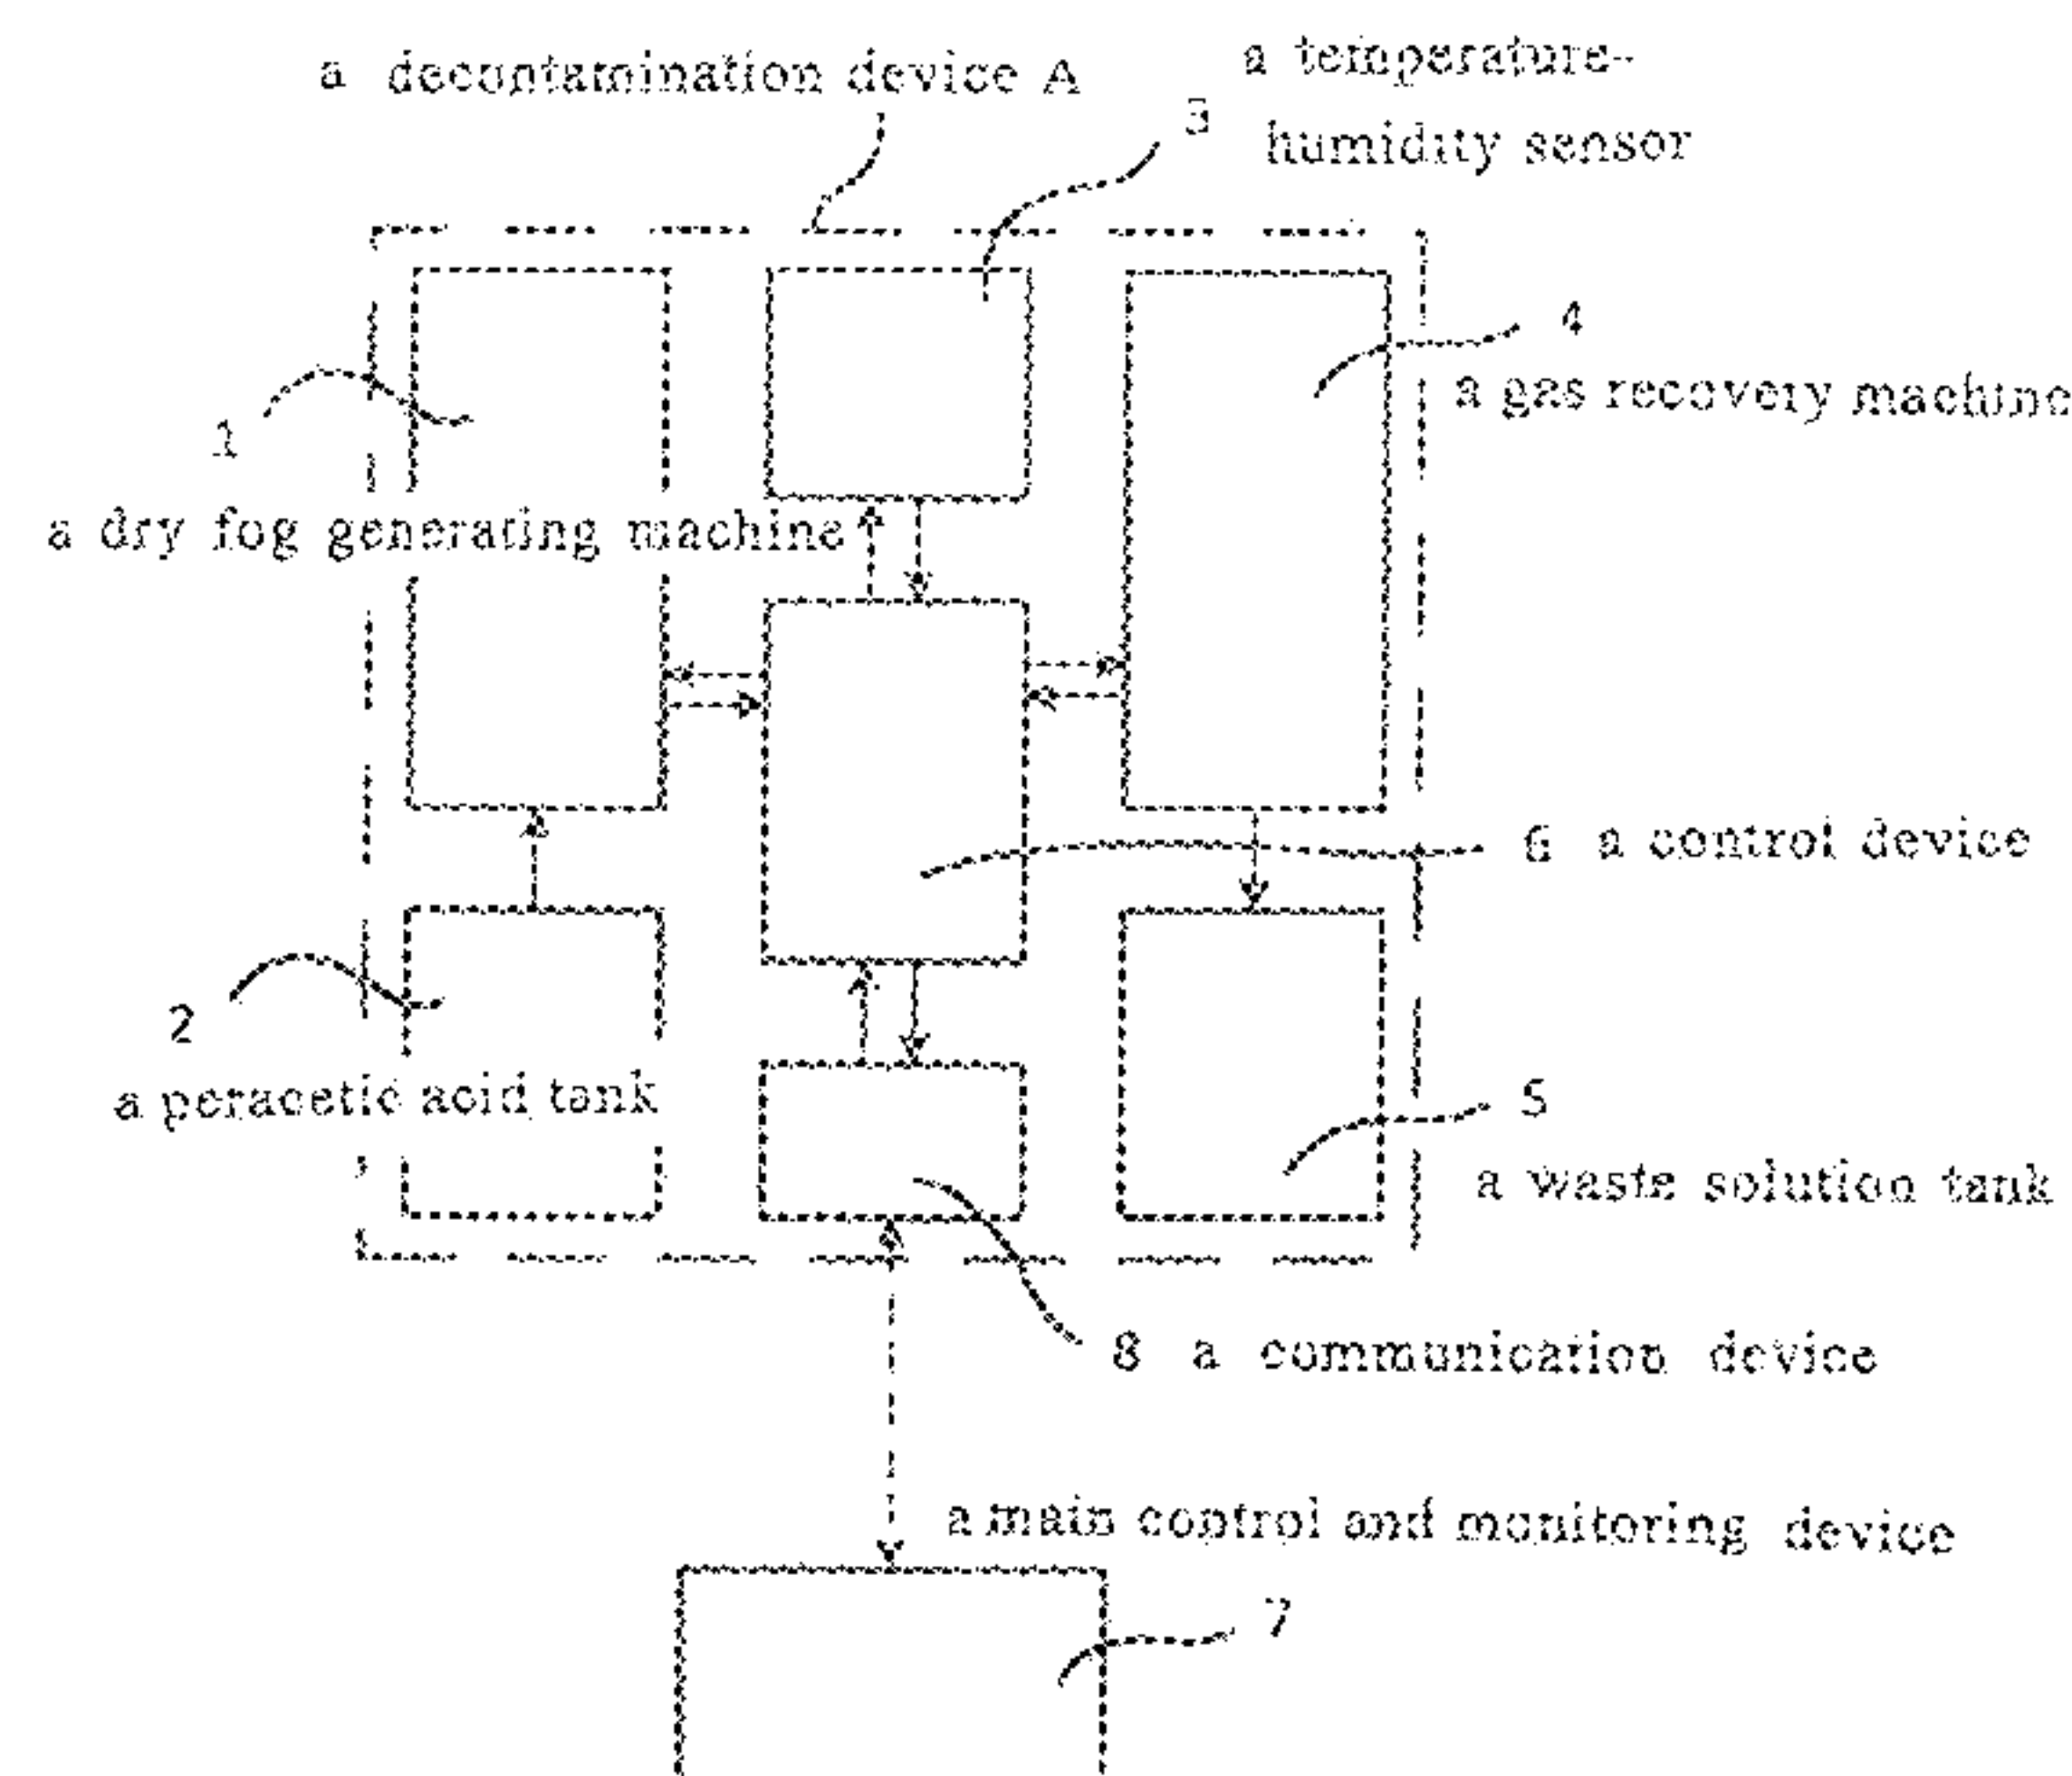 a decontamination device A
3 a temperature-
humidity sensor
4
a gas recovery machine
1
a dry fog generating machine
6 a control device
2
a peracetic acid tank
5
a waste solution tank
8 a communication device
a main control and monitoring device
7